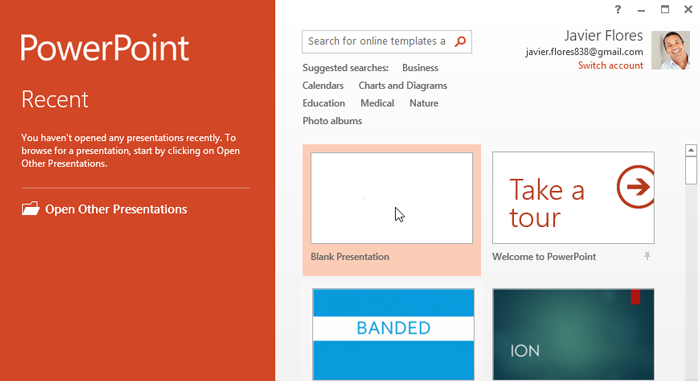 PowerPoint
Recent
You haven't opened any presentations recently. To
browse for a presentation, start by clicking on Open
Other Presentations.
Open Other Presentations
?
Search for online templates a
Suggested searches: Business
Calendars Charts and Diagrams
Education Medical Nature
Photo albums
Javier Flores
javier.flores838@gmail.com
Switch account
Blank Presentation
Take a
tour
Welcome to PowerPoint
BANDED
ION